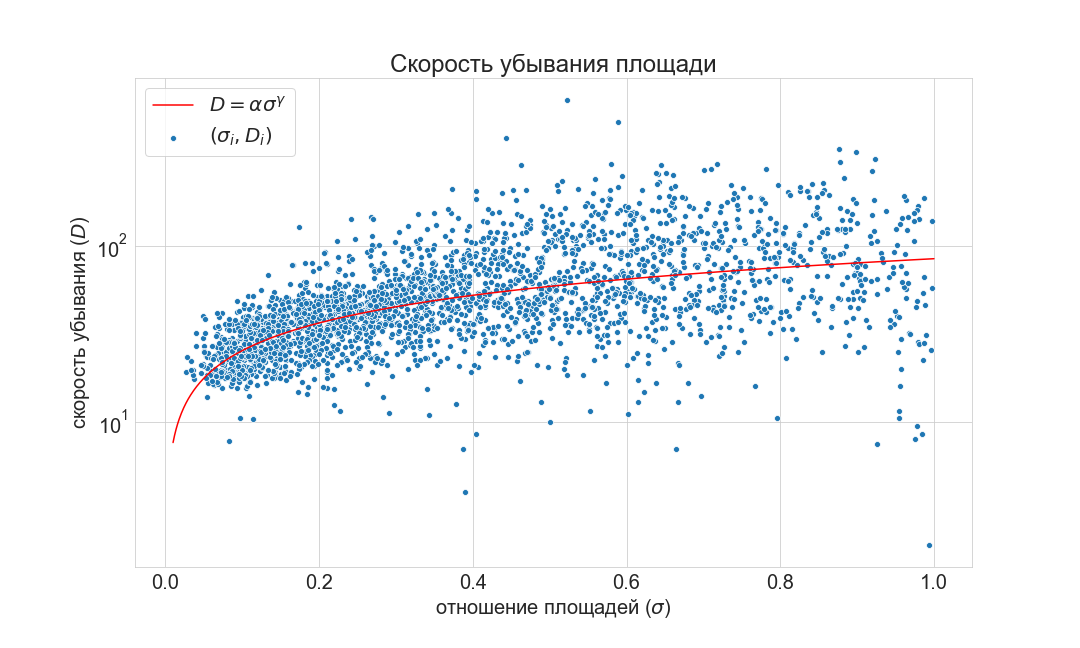 Скорость убывания площади
D = ασ^γ
(σ_i, D_i)
скорость убывания (D)
10^2
10^1
0.0 0.2 0.4 0.6 0.8 1.0
отношение площадей (σ)